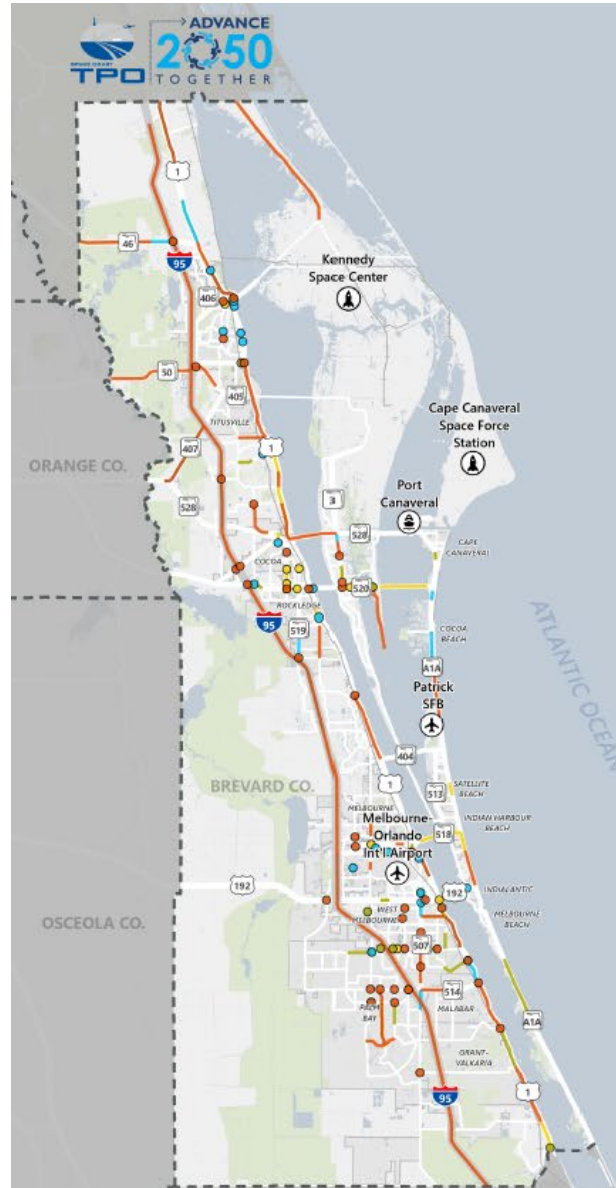 ADVANCE
2050
TOGETHER
SPACE COAST
TPO
1
46
95
Kennedy
Space Center
406
50
405
Cape Canaveral
Space Force
Station
TITUSVILLE
407
1
ORANGE CO.
3
Port
Canaveral
528
528
CAPE
CANAVERAL
COCOA
520
ROCKLEDGE
95
519
COCOA
BEACH
ATLANTIC OCEAN
A1A
Patrick
SFB
404
BREVARD CO.
1
SATELLITE
BEACH
513
MELBOURNE
INDIAN HARBOUR
BEACH
Melbourne-
Orlando
Int'l Airport
518
192
192
INDIALANTIC
WEST
MELBOURNE
MELBOURNE
BEACH
OSCEOLA CO.
507
514
PALM
BAY
MALABAR
A1A
GRANT-
VALKARIA
95
1